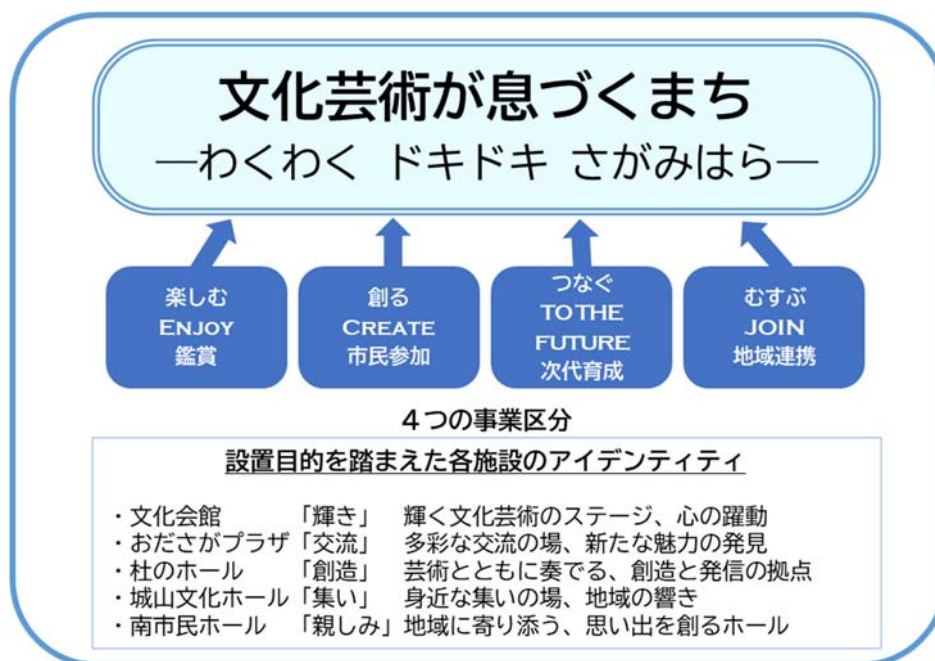 文化芸術が息づくまち
―わくわく ドキドキ さがみはら―
楽しむ
ENJOY
鑑賞
創る
CREATE
市民参加
つなぐ
TO THE
FUTURE
次代育成
むすぶ
JOIN
地域連携
4つの事業区分
設置目的を踏まえた各施設のアイデンティティ
・文化会館 「輝き」 輝く文化芸術のステージ、心の躍動
・おださがプラザ「交流」 多彩な交流の場、新たな魅力の発見
・杜のホール 「創造」 芸術とともに奏でる、創造と発信の拠点
・城山文化ホール「集い」 身近な集いの場、地域の響き
・南市民ホール 「親しみ」地域に寄り添う、思い出を創るホール